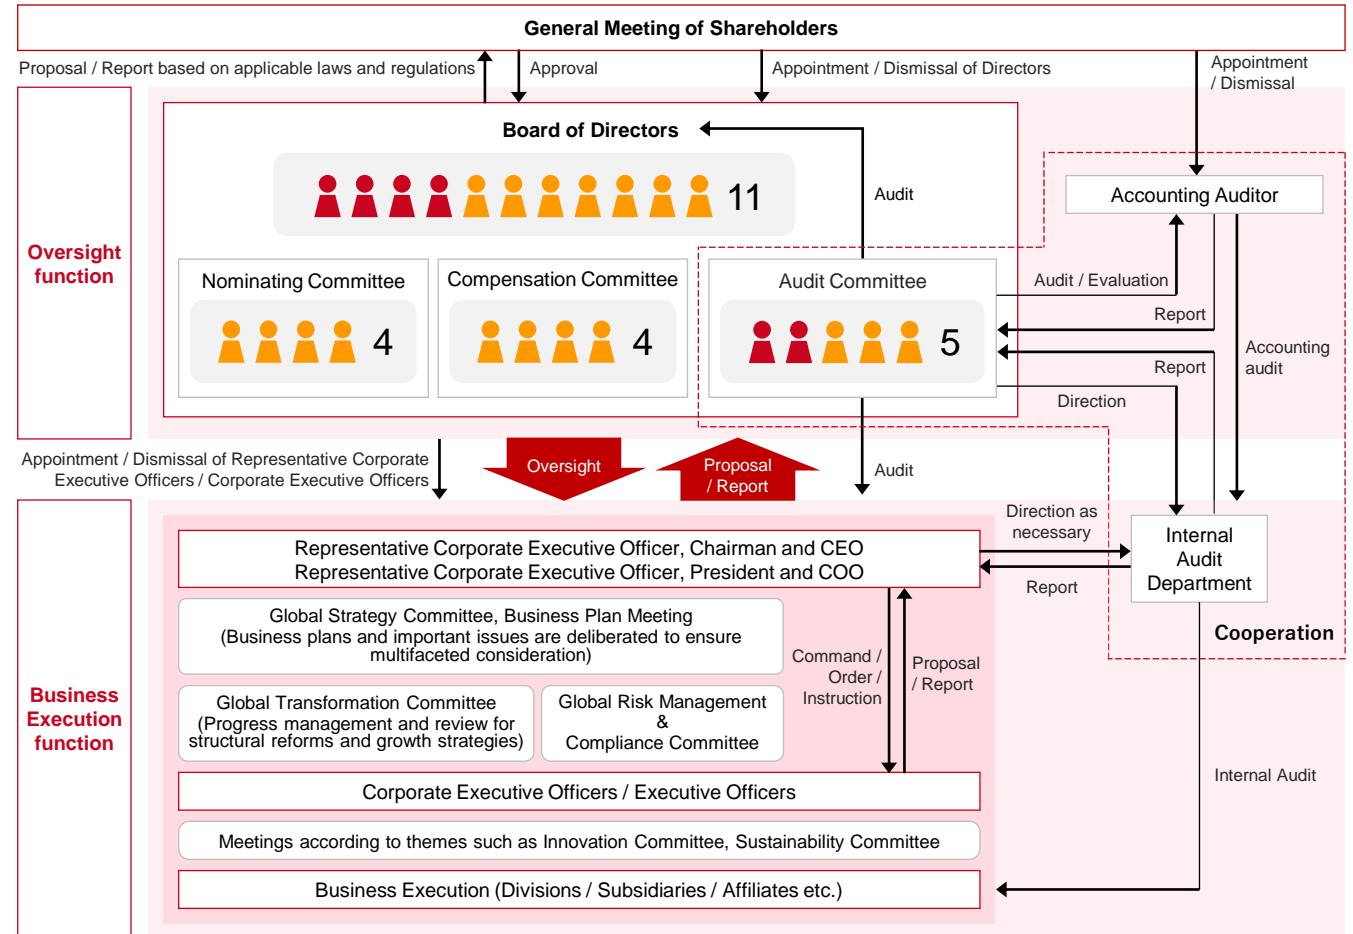 General Meeting of Shareholders
Proposal / Report based on applicable laws and regulations
Approval
Appointment / Dismissal of Directors
Appointment
/ Dismissal
Oversight
function
Board of Directors
11
Audit
Accounting Auditor
Nominating Committee
4
Compensation Committee
4
Audit Committee
5
Audit / Evaluation
Report
Report
Direction
Accounting
audit
Appointment / Dismissal of Representative Corporate
Executive Officers / Corporate Executive Officers
Oversight
Proposal
/ Report
Audit
Business
Execution
function
Representative Corporate Executive Officer, Chairman and CEO
Representative Corporate Executive Officer, President and COO
Direction as
necessary
Report
Internal
Audit
Department
Cooperation
Global Strategy Committee, Business Plan Meeting
(Business plans and important issues are deliberated to ensure
multifaceted consideration)
Global Transformation Committee
(Progress management and review for
structural reforms and growth strategies)
Global Risk Management
&
Compliance Committee
Command /
Order /
Instruction
Proposal
/ Report
Corporate Executive Officers / Executive Officers
Internal Audit
Meetings according to themes such as Innovation Committee, Sustainability Committee
Business Execution (Divisions / Subsidiaries / Affiliates etc.)